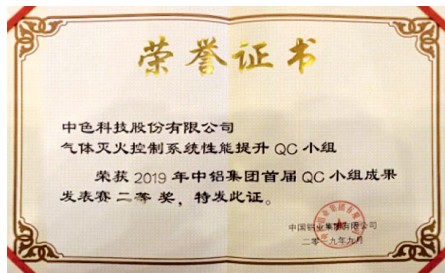 荣誉证书
中色科技股份有限公司
气体灭火控制系统性能提升 QC 小组
荣获 2019 年中铝集团首届 QC 小组成果
发表赛二等奖，特发此证。
中国铝业集团有限公司
二零一九年九月